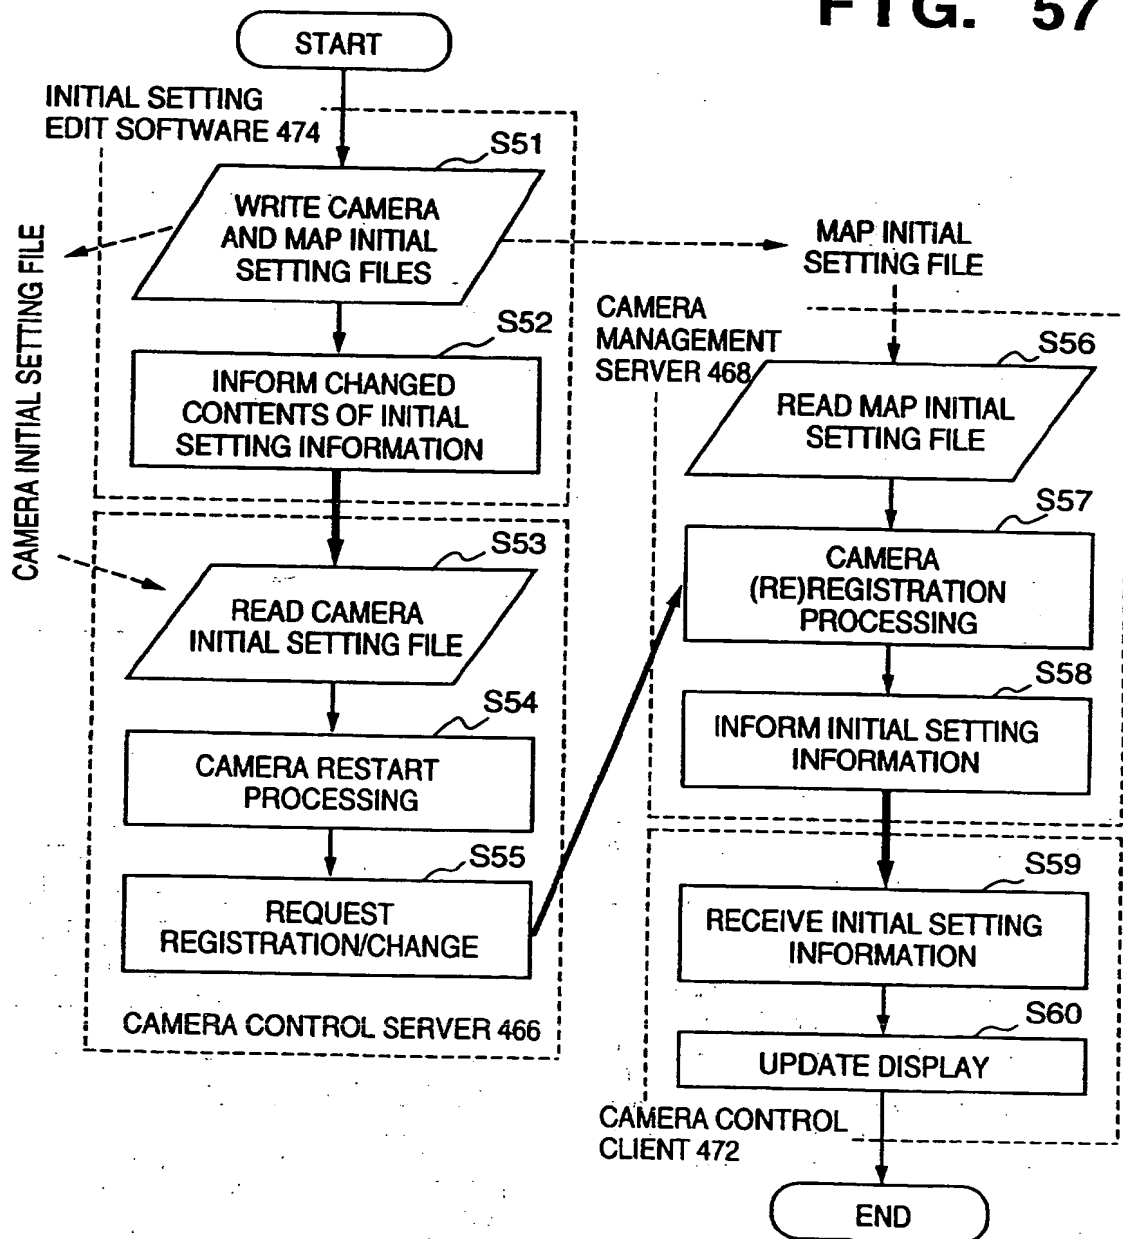 FIG. 57
START
INITIAL SETTING
EDIT SOFTWARE 474
S51
WRITE CAMERA
AND MAP INITIAL
SETTING FILES
CAMERA INITIAL SETTING FILE
MAP INITIAL
SETTING FILE
S52
INFORM CHANGED
CONTENTS OF INITIAL
SETTING INFORMATION
S53
READ CAMERA
INITIAL SETTING FILE
S54
CAMERA RESTART
PROCESSING
S55
REQUEST
REGISTRATION/CHANGE
CAMERA CONTROL SERVER 466
CAMERA
MANAGEMENT
SERVER 468
S56
READ MAP INITIAL
SETTING FILE
S57
CAMERA
(RE)REGISTRATION
PROCESSING
S58
INFORM INITIAL SETTING
INFORMATION
S59
RECEIVE INITIAL SETTING
INFORMATION
S60
UPDATE DISPLAY
CAMERA CONTROL
CLIENT 472
END